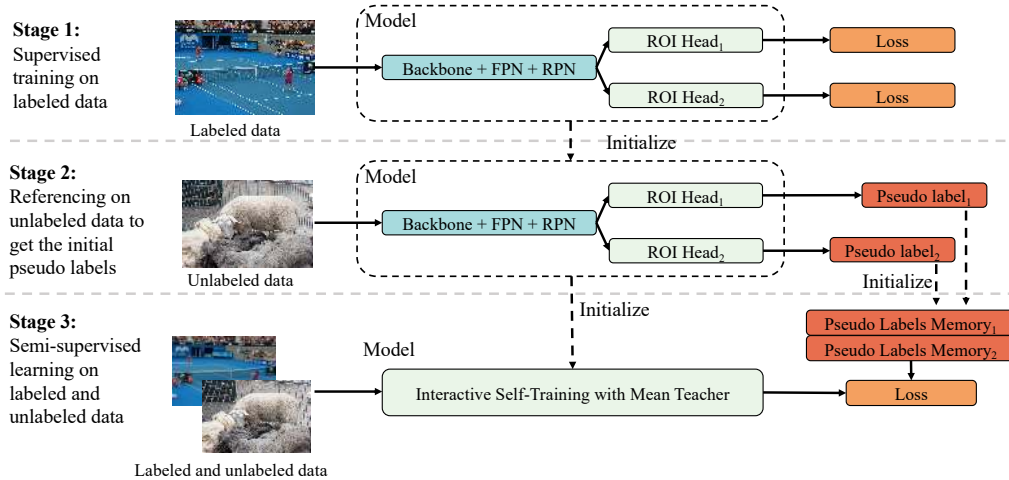 Stage 1:
Supervised
training on
labeled data
Labeled data
Model
Backbone + FPN + RPN
ROI Head₁
ROI Head₂
Loss
Loss
Initialize
Stage 2:
Referencing on
unlabeled data to
get the initial
pseudo labels
Unlabeled data
Model
Backbone + FPN + RPN
ROI Head₁
ROI Head₂
Pseudo label₁
Pseudo label₂
Initialize
Initialize
Stage 3:
Semi-supervised
learning on
labeled and
unlabeled data
Labeled and unlabeled data
Model
Interactive Self-Training with Mean Teacher
Pseudo Labels Memory₁
Pseudo Labels Memory₂
Loss